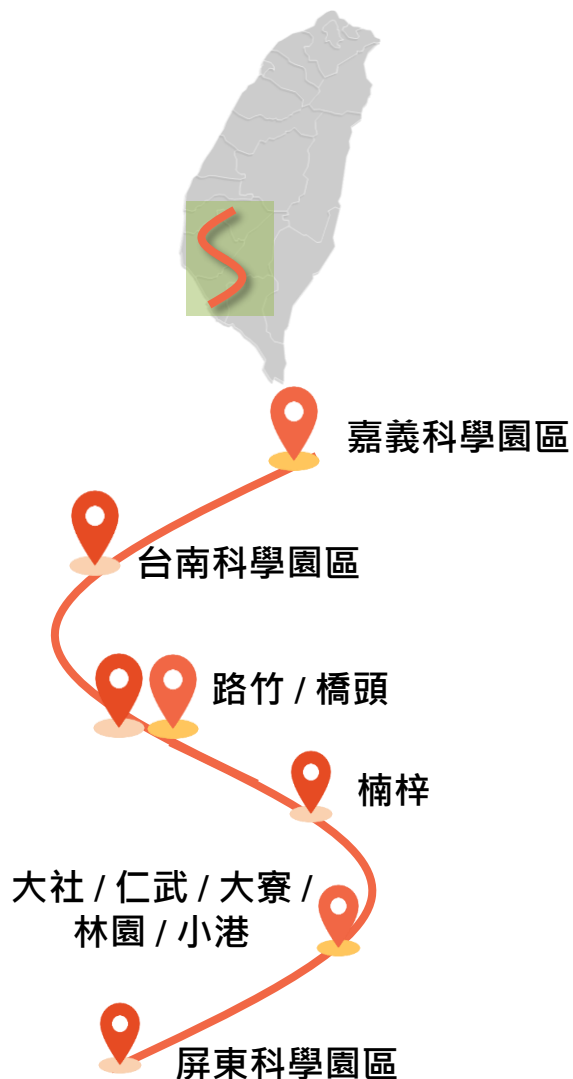 嘉義科學園區
台南科學園區
路竹 / 橋頭
楠梓
大社 / 仁武 / 大寮 /
林園 / 小港
屏東科學園區